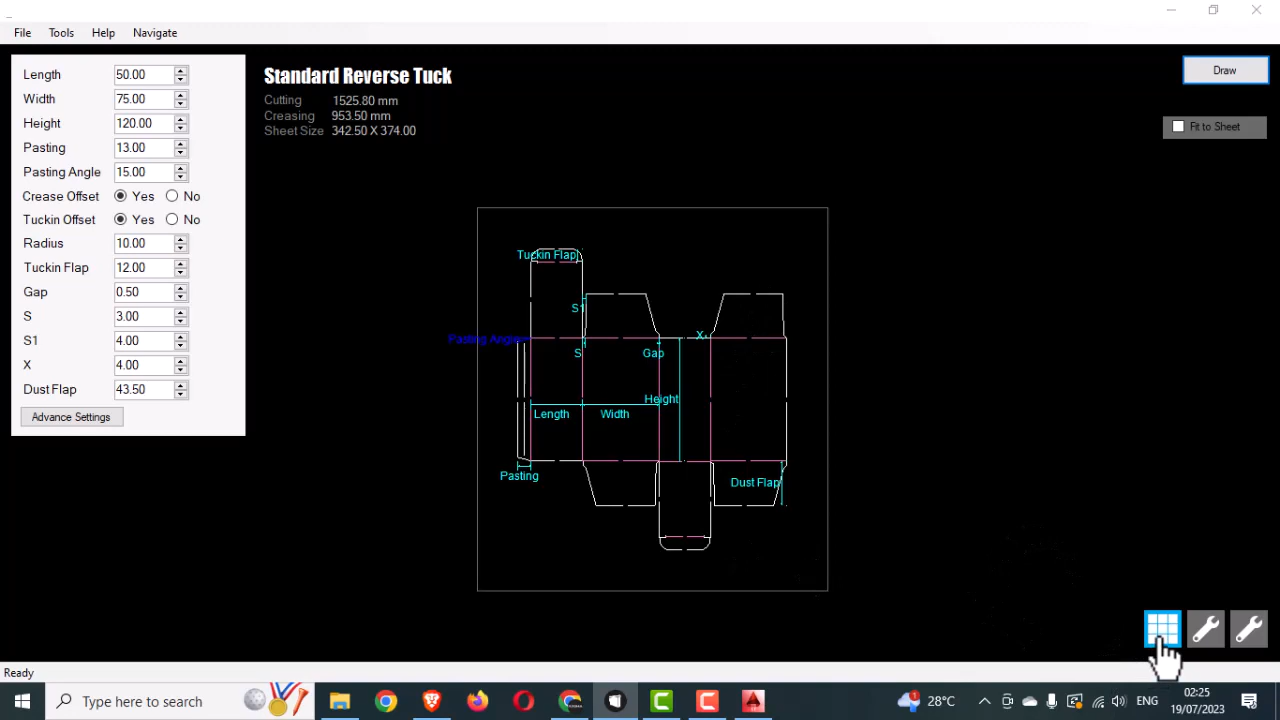 File Tools Help Navigate
Standard Reverse Tuck
Cutting 1525.80 mm
Creasing 953.50 mm
Sheet Size 342.50 X 374.00
Draw
Fit to Sheet
Length 50.00
Width 75.00
Height 120.00
Pasting 13.00
Pasting Angle 15.00
Crease Offset Yes No
Tuckin Offset Yes No
Radius 10.00
Tuckin Flap 12.00
Gap 0.50
S 3.00
S1 4.00
X 4.00
Dust Flap 43.50
Advance Settings
Tuckin Flap
S1
Pasting Angle
X
S
Gap
Height
Length Width
Pasting
Dust Flap
Ready
Type here to search
28°C
ENG
02:25
19/07/2023